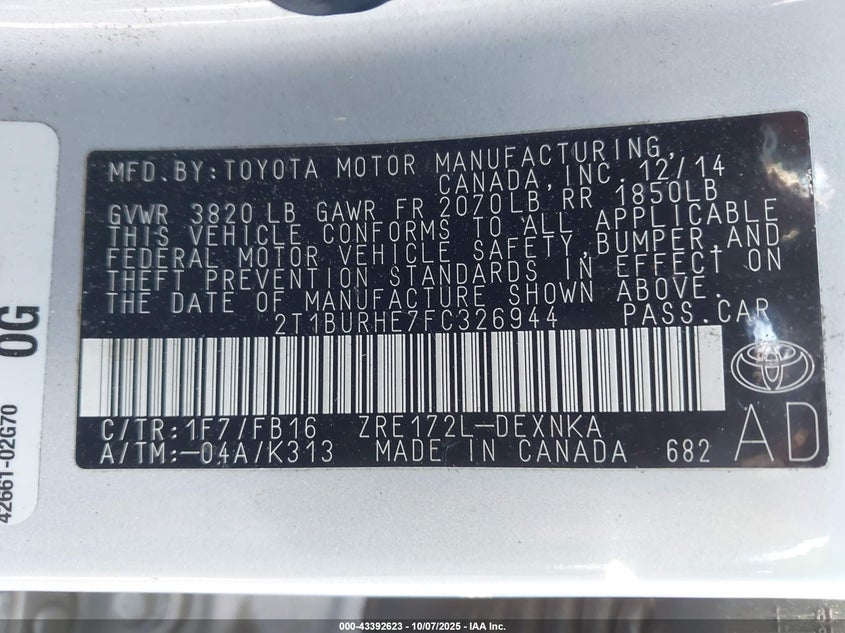 MFD. BY: TOYOTA MOTOR MANUFACTURING,
CANADA, INC. 12/14
GVWR 3820 LB GAWR FR 2070LB RR 1850LB
THIS VEHICLE CONFORMS TO ALL APPLICABLE
FEDERAL MOTOR VEHICLE SAFETY, BUMPER, AND
THEFT PREVENTION STANDARDS IN EFFECT ON
THE DATE OF MANUFACTURE SHOWN ABOVE.
2T1BURHE7FC326944 PASS. CAR
C/TR: 1F7/FB16 ZRE172L-DEXNKA
A/TM: -04A/K313 MADE IN CANADA 682
AD
0G
42661-02G70
000-43392623 - 10/07/2025 - IAA Inc.